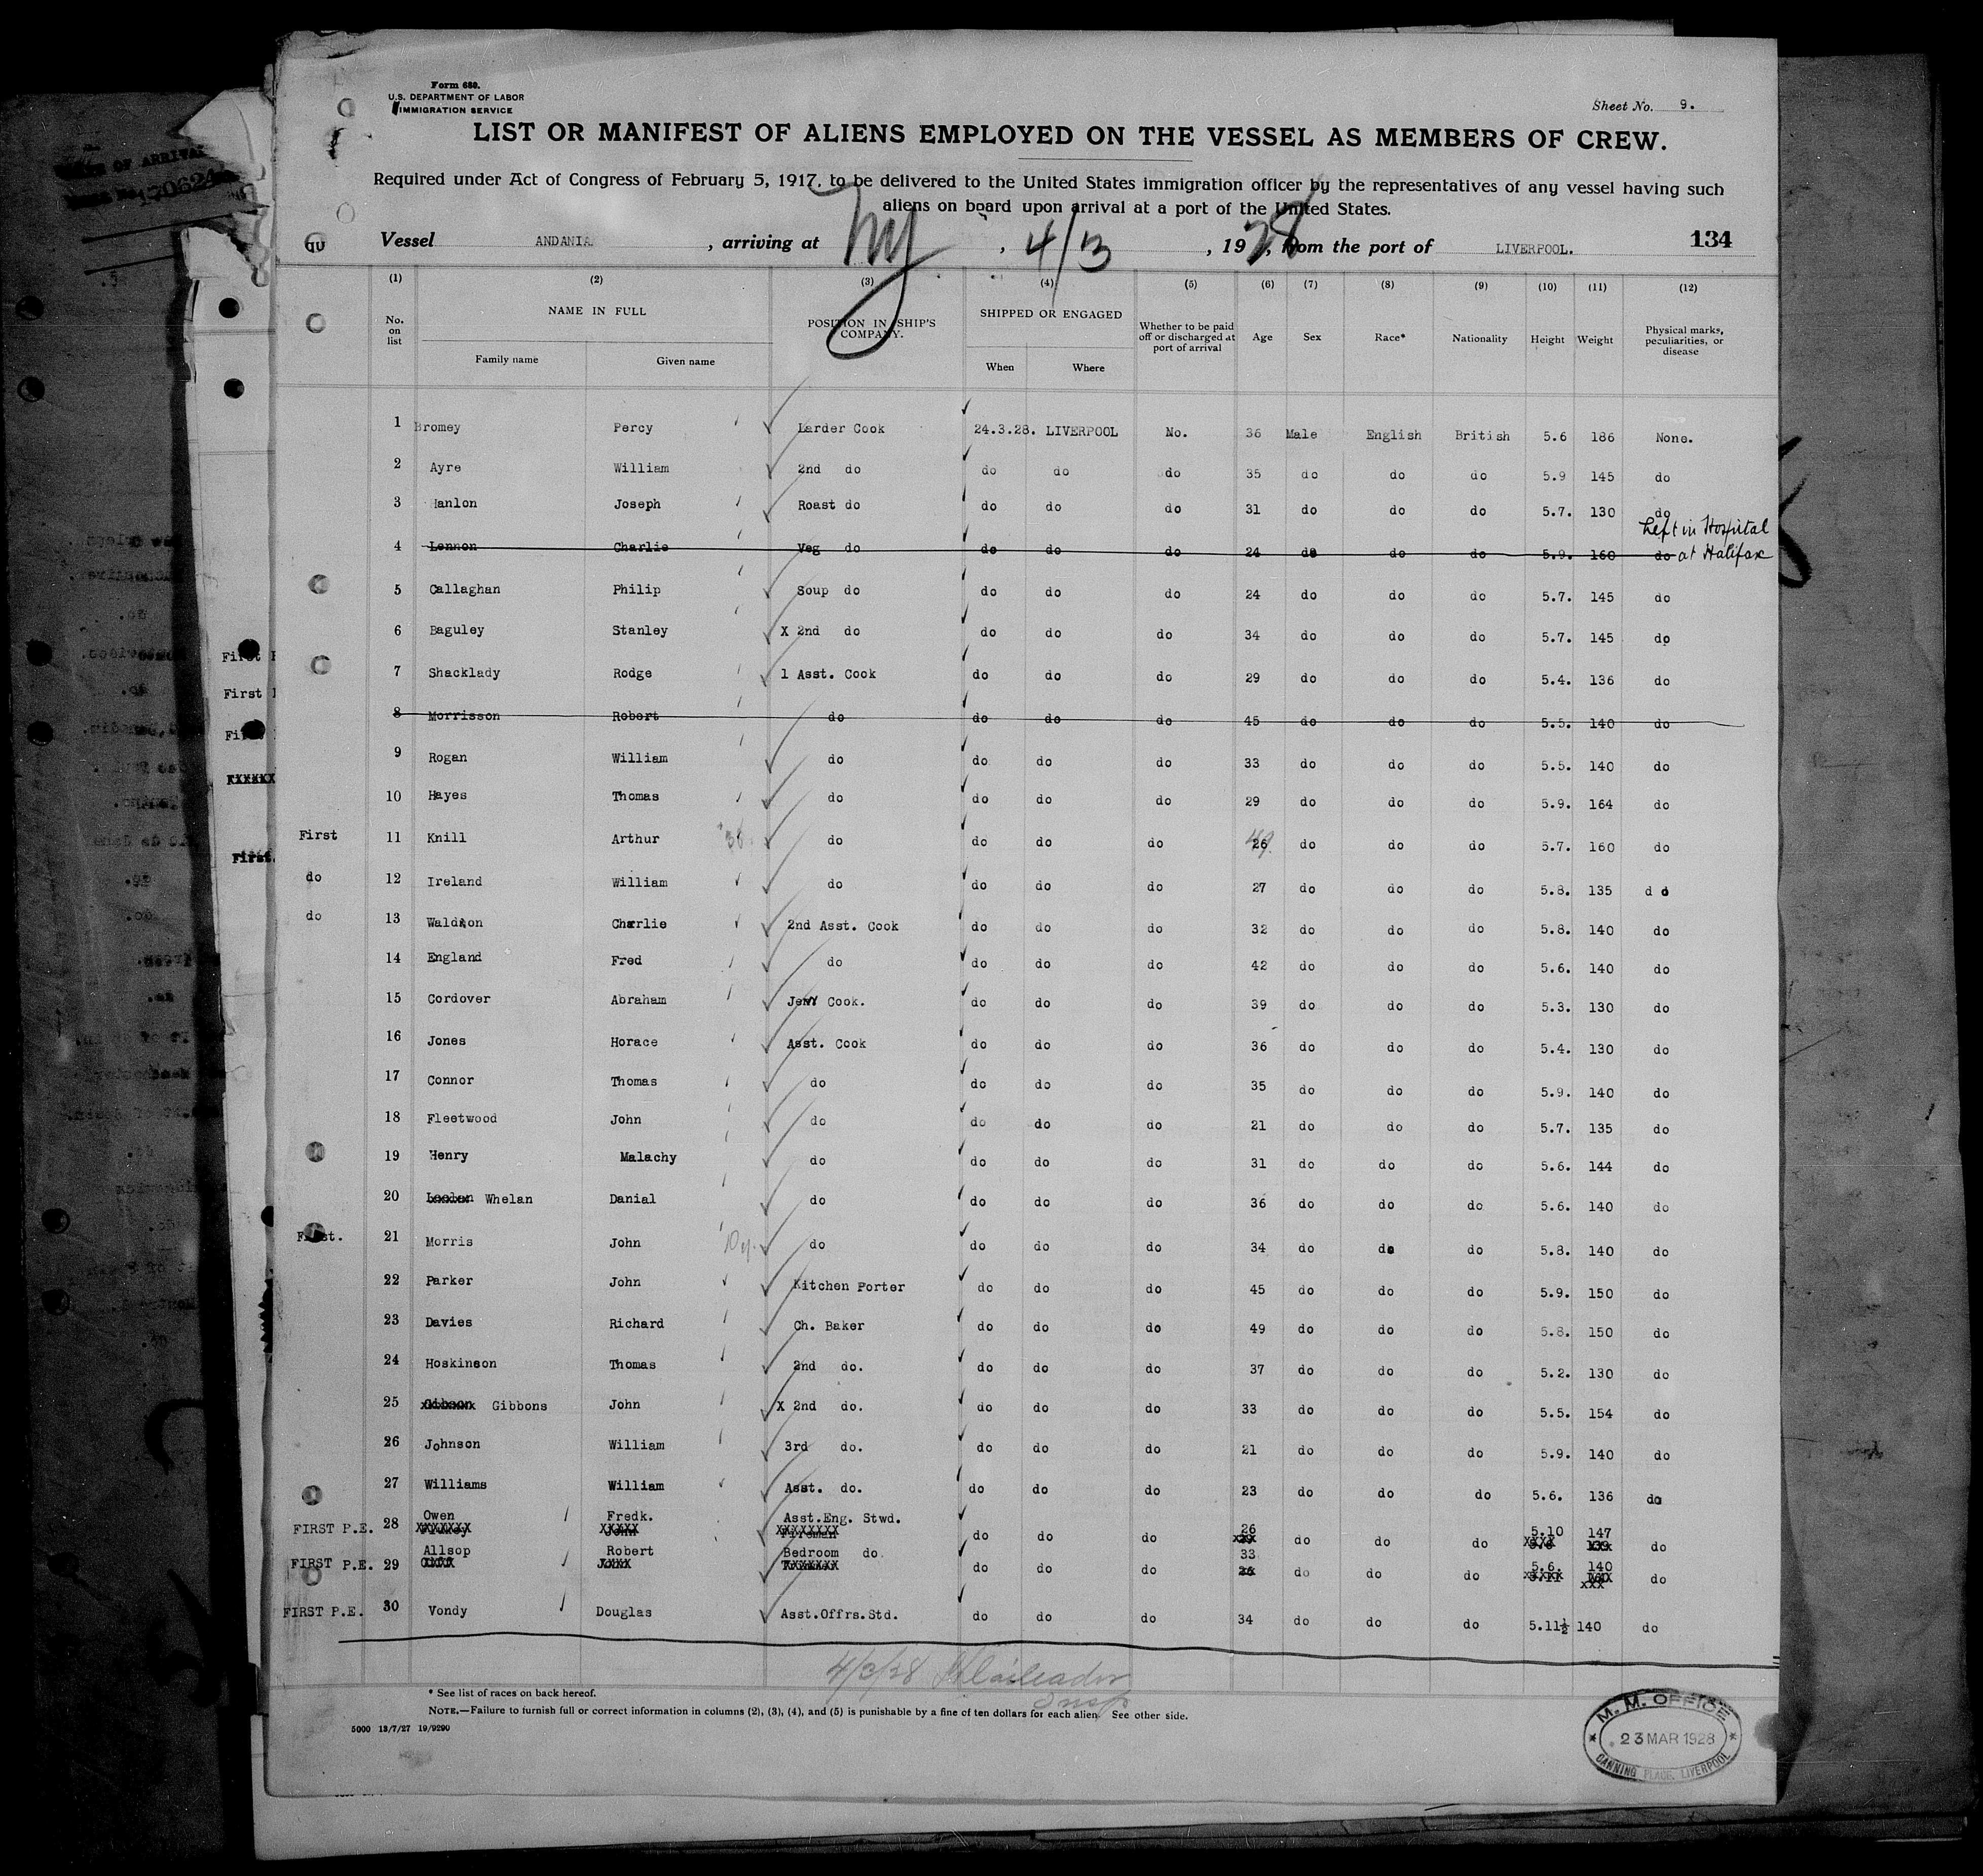 Form 680.
U.S. DEPARTMENT OF LABOR
IMMIGRATION SERVICE
Sheet No. 9.
LIST OR MANIFEST OF ALIENS EMPLOYED ON THE VESSEL AS MEMBERS OF CREW.
Required under Act of Congress of February 5, 1917, to be delivered to the United States immigration officer by the representatives of any vessel having such
aliens on board upon arrival at a port of the United States.
Vessel ANDANIA , arriving at NY , 4/3 , 1928, from the port of LIVERPOOL. 134
(1) (2) (3) (4) (5) (6) (7) (8) (9) (10) (11) (12)
No. on list NAME IN FULL Family name Given name POSITION IN SHIP'S COMPANY. SHIPPED OR ENGAGED When Where Whether to be paid off or discharged at port of arrival Age Sex Race* Nationality Height Weight Physical marks, peculiarities, or disease
1 Bromey Percy Larder Cook 24.3.28. LIVERPOOL No. 36 Male English British 5.6 186 None.
2 Ayre William 2nd do do do do 35 do do do 5.9 145 do
3 Hanlon Joseph Roast do do do do 31 do do do 5.7. 130 do
4 Lennon Charlie Veg do do do do 24 do do do 5.9. 160 do Left in Hospital at Halifax
5 Callaghan Philip Soup do do do do 24 do do do 5.7. 145 do
6 Baguley Stanley X 2nd do do do do 34 do do do 5.7. 145 do
7 Shacklady Rodge 1 Asst. Cook do do do 29 do do do 5.4. 136 do
8 Morrisson Robert do do do do 45 do do do 5.5. 140 do
9 Rogan William do do do do 33 do do do 5.5. 140 do
10 Hayes Thomas do do do do 29 do do do 5.9. 164 do
First 11 Knill Arthur 38. do do do do 26 do do do 5.7. 160 do
do 12 Ireland William do do do do 27 do do do 5.8. 135 d o
do 13 Waldron Charlie 2nd Asst. Cook do do do 32 do do do 5.8. 140 do
14 England Fred do do do do 42 do do do 5.6. 140 do
15 Cordover Abraham Jew Cook. do do do 39 do do do 5.3. 130 do
16 Jones Horace Asst. Cook do do do 36 do do do 5.4. 130 do
17 Connor Thomas do do do do 35 do do do 5.9. 140 do
18 Fleetwood John do do do do 21 do do do 5.7. 135 do
19 Henry Malachy do do do do 31 do do do 5.6. 144 do
20 Whelan Danial do do do do 36 do do do 5.6. 140 do
First. 21 Morris John do do do do 34 do do do 5.8. 140 do
22 Parker John Kitchen Porter do do do 45 do do do 5.9. 150 do
23 Davies Richard Ch. Baker do do do 49 do do do 5.8. 150 do
24 Hoskinson Thomas 2nd do. do do do 37 do do do 5.2. 130 do
25 Gibson Gibbons John X 2nd do. do do do 33 do do do 5.5. 154 do
26 Johnson William 3rd do. do do do 21 do do do 5.9. 140 do
27 Williams William Asst. do. do do do 23 do do do 5.6. 136 do
FIRST P.E. 28 Owen Fredk. Asst.Eng. Stwd. do do do 26 do do do 5.10 147 do
FIRST P.E. 29 Allsop Robert Bedroom do do do do 33 do do do 5.6. 140 do
FIRST P.E. 30 Vondy Douglas Asst.Offrs.Std. do do do 34 do do do 5.11½ 140 do
4/3/28
Insp
* See list of races on back hereof.
NOTE.—Failure to furnish full or correct information in columns (2), (3), (4), and (5) is punishable by a fine of ten dollars for each alien. See other side.
5000 13/7/27 19/9290
M. M. OFFICE
23 MAR 1928
CANNING PLACE, LIVERPOOL